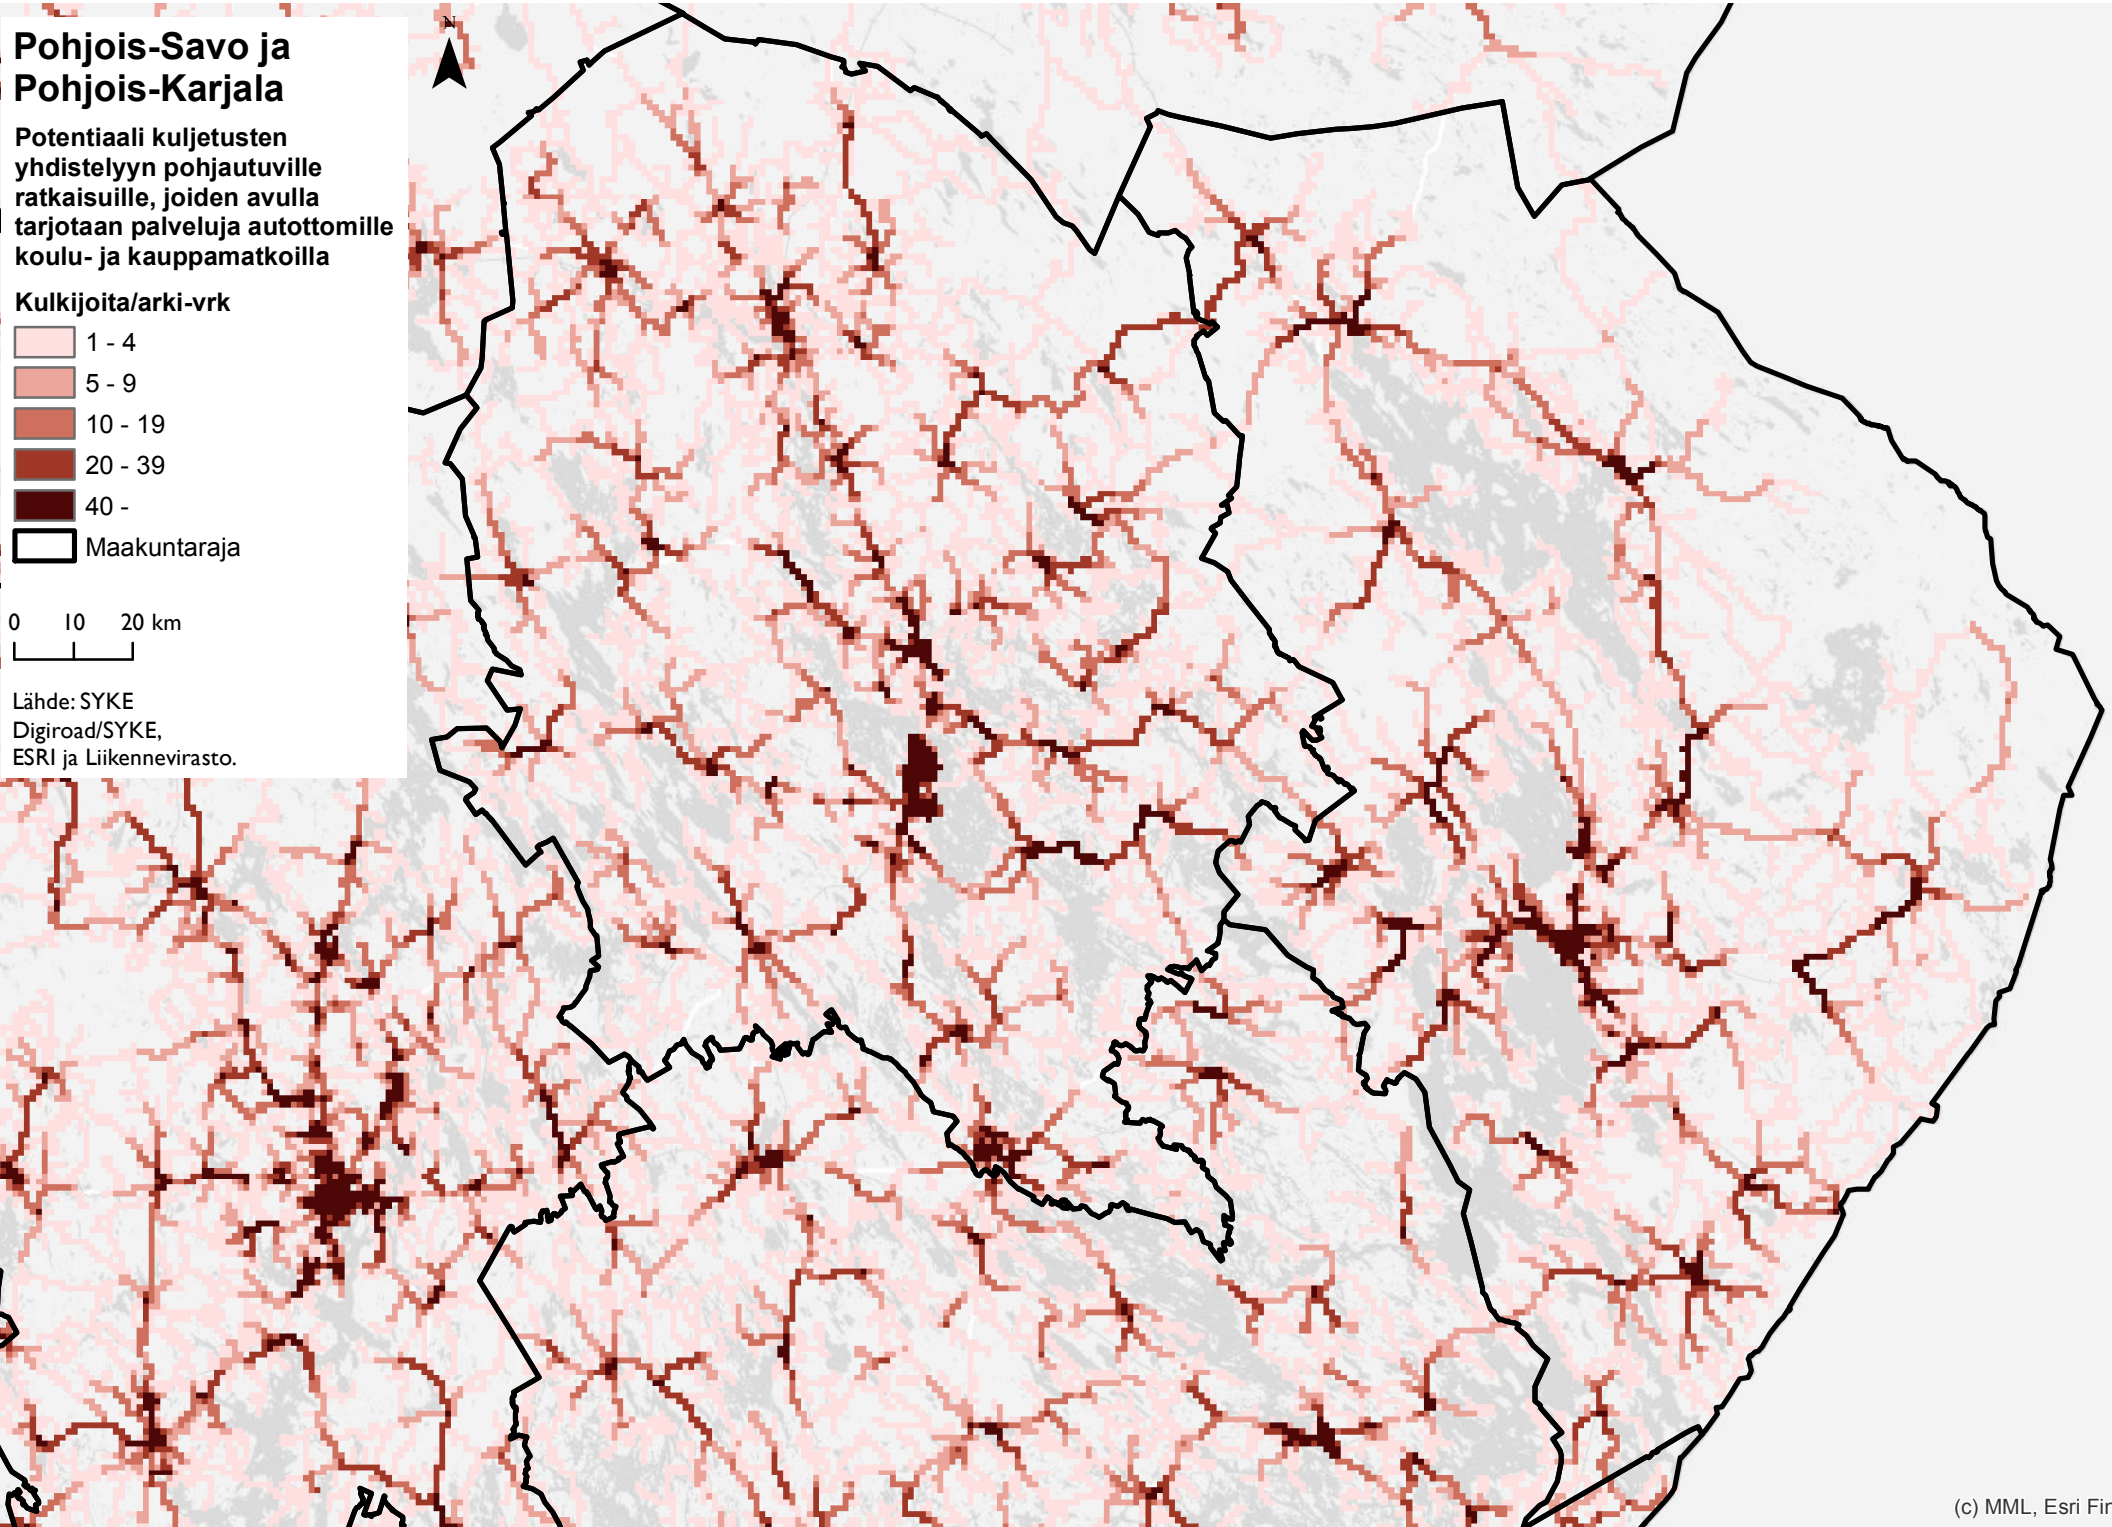 Pohjois-Savo ja
Pohjois-Karjala
Potentiaali kuljetusten
yhdistelyyn pohjautuville
ratkaisuille, joiden avulla
tarjotaan palveluja autottomille
koulu- ja kauppamatkoilla
Kulkijoita/arki-vrk
1 - 4
5 - 9
10 - 19
20 - 39
40 -
Maakuntaraja
0 10 20 km
Lähde: SYKE
Digiroad/SYKE,
ESRI ja Liikennevirasto.
N
(c) MML, Esri Fin